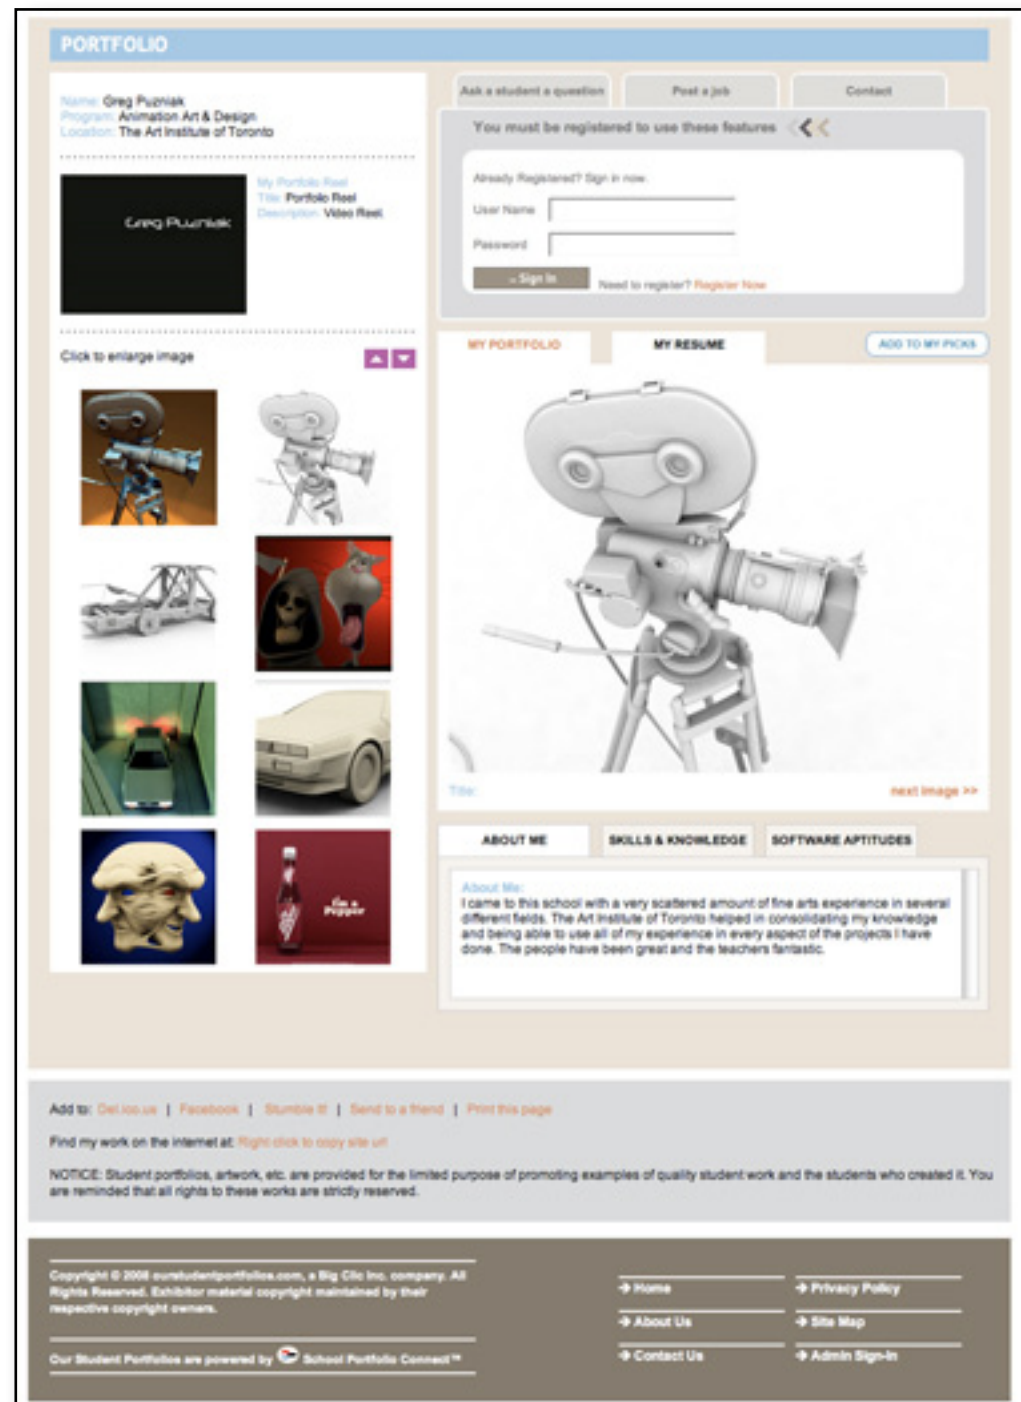 PORTFOLIO
Name: Greg Puzniak
Program: Animation Art & Design
Location: The Art Institute of Toronto
Greg Puzniak
My Portfolio Reel
Title: Portfolio Reel
Description: Video Reel
Click to enlarge image
I'm a
Pepper
Ask a student a question
Post a job
Contact
You must be registered to use these features
Already Registered? Sign in now.
User Name
Password
Sign In
Need to register? Register Now
MY PORTFOLIO
MY RESUME
ADD TO MY PICKS
Title:
next image >>
ABOUT ME
SKILLS & KNOWLEDGE
SOFTWARE APTITUDES
About Me:
I came to this school with a very scattered amount of fine arts experience in several
different fields. The Art Institute of Toronto helped in consolidating my knowledge
and being able to use all of my experience in every aspect of the projects I have
done. The people have been great and the teachers fantastic.
Add to: Del.ico.us | Facebook | Stumble It! | Send to a friend | Print this page
Find my work on the internet at: Right click to copy site url
NOTICE: Student portfolios, artwork, etc. are provided for the limited purpose of promoting examples of quality student work and the students who created it. You
are reminded that all rights to these works are strictly reserved.
Copyright © 2008 ourstudentportfolios.com, a Big Clic Inc. company. All
Rights Reserved. Exhibitor material copyright maintained by their
respective copyright owners.
Our Student Portfolios are powered by School Portfolio Connect™
Home
Privacy Policy
About Us
Site Map
Contact Us
Admin Sign-In